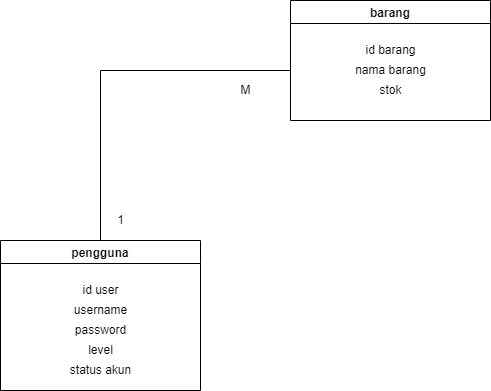 barang
id barang
nama barang
stok
M
1
pengguna
id user
username
password
level
status akun